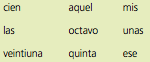 cien aquel mis
las octavo unas
veintiuna quinta ese